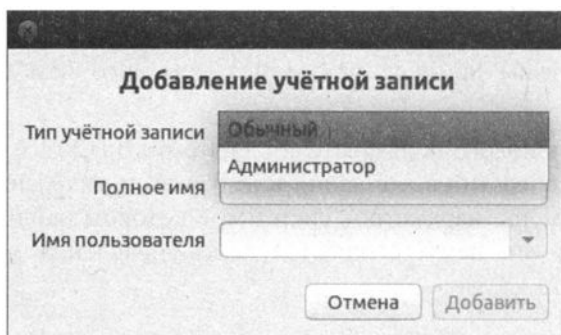 Добавление учётной записи
Тип учётной записи Обычный
Администратор
Полное имя
Имя пользователя
Отмена Добавить